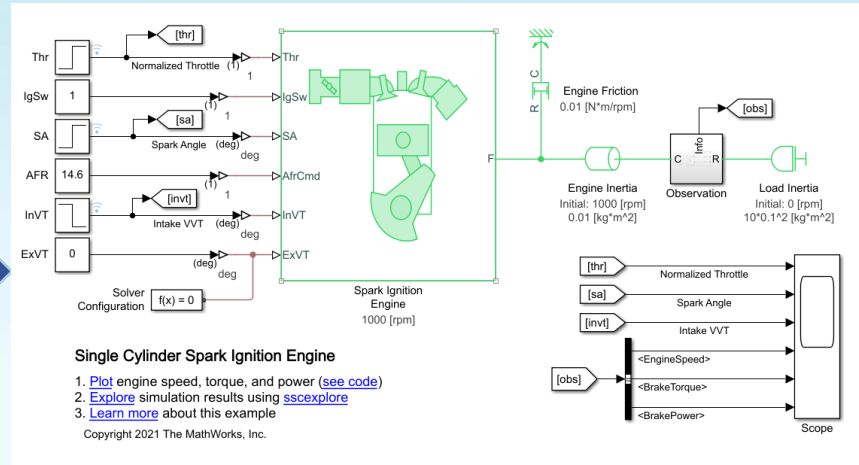 Thr
[thr]
Normalized Throttle
(1)
1
Thr
IgSw
1
(1)
1
IgSw
[sa]
SA
Spark Angle
(deg)
deg
SA
AFR
14.6
(1)
1
AfrCmd
[invt]
InVT
Intake VVT
(deg)
deg
InVT
ExVT
0
(deg)
deg
ExVT
Solver
Configuration
f(x) = 0
F
Spark Ignition
Engine
1000 [rpm]
C
R
Engine Friction
0.01 [N*m/rpm]
[obs]
Engine Inertia
Initial: 1000 [rpm]
0.01 [kg*m^2]
C
Info
R
Observation
Load Inertia
Initial: 0 [rpm]
10*0.1^2 [kg*m^2]
[thr]
Normalized Throttle
[sa]
Spark Angle
[invt]
Intake VVT
[obs]
<EngineSpeed>
<BrakeTorque>
<BrakePower>
Scope
Single Cylinder Spark Ignition Engine
1. Plot engine speed, torque, and power (see code)
2. Explore simulation results using sscexplore
3. Learn more about this example
Copyright 2021 The MathWorks, Inc.